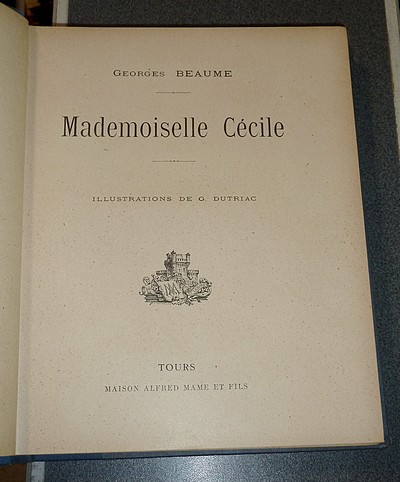 Georges BEAUME
Mademoiselle Cécile
ILLUSTRATIONS DE G. DUTRIAC
TOURS
MAISON ALFRED MAME ET FILS